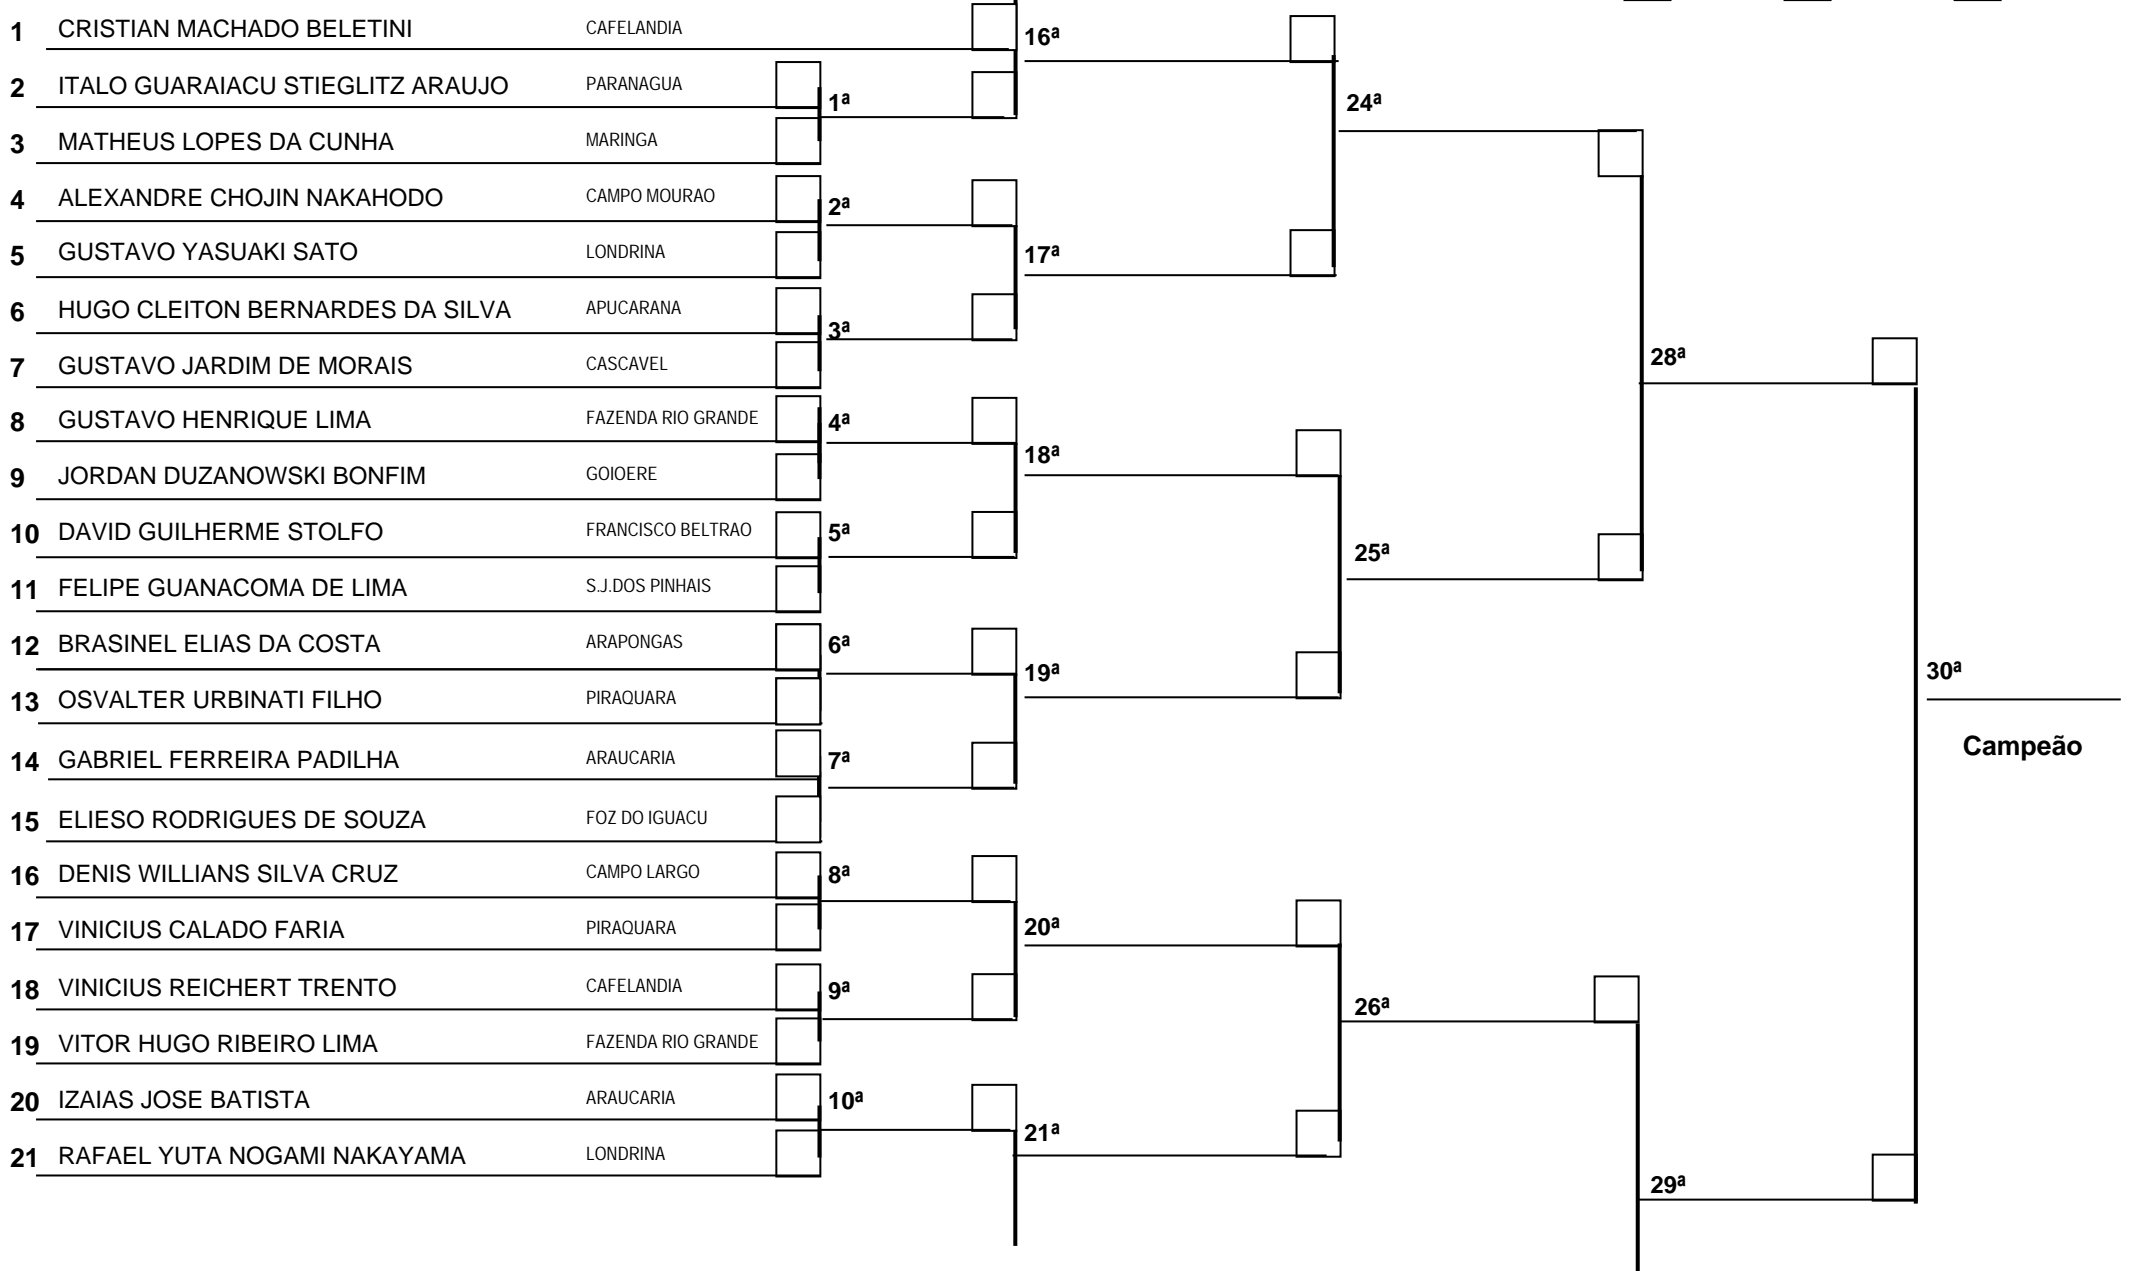 1 CRISTIAN MACHADO BELETINI CAFELANDIA
16ª
2 ITALO GUARAIACU STIEGLITZ ARAUJO PARANAGUA
1ª
24ª
3 MATHEUS LOPES DA CUNHA MARINGA
4 ALEXANDRE CHOJIN NAKAHODO CAMPO MOURAO
2ª
5 GUSTAVO YASUAKI SATO LONDRINA
17ª
6 HUGO CLEITON BERNARDES DA SILVA APUCARANA
3ª
28ª
7 GUSTAVO JARDIM DE MORAIS CASCAVEL
8 GUSTAVO HENRIQUE LIMA FAZENDA RIO GRANDE
4ª
18ª
9 JORDAN DUZANOWSKI BONFIM GOIOERE
10 DAVID GUILHERME STOLFO FRANCISCO BELTRAO
5ª
25ª
11 FELIPE GUANACOMA DE LIMA S.J.DOS PINHAIS
12 BRASINEL ELIAS DA COSTA ARAPONGAS
6ª
19ª
30ª
13 OSVALTER URBINATI FILHO PIRAQUARA
Campeão
14 GABRIEL FERREIRA PADILHA ARAUCARIA
7ª
15 ELIESO RODRIGUES DE SOUZA FOZ DO IGUACU
16 DENIS WILLIANS SILVA CRUZ CAMPO LARGO
8ª
17 VINICIUS CALADO FARIA PIRAQUARA
20ª
18 VINICIUS REICHERT TRENTO CAFELANDIA
9ª
26ª
19 VITOR HUGO RIBEIRO LIMA FAZENDA RIO GRANDE
20 IZAIAS JOSE BATISTA ARAUCARIA
10ª
21ª
21 RAFAEL YUTA NOGAMI NAKAYAMA LONDRINA
29ª